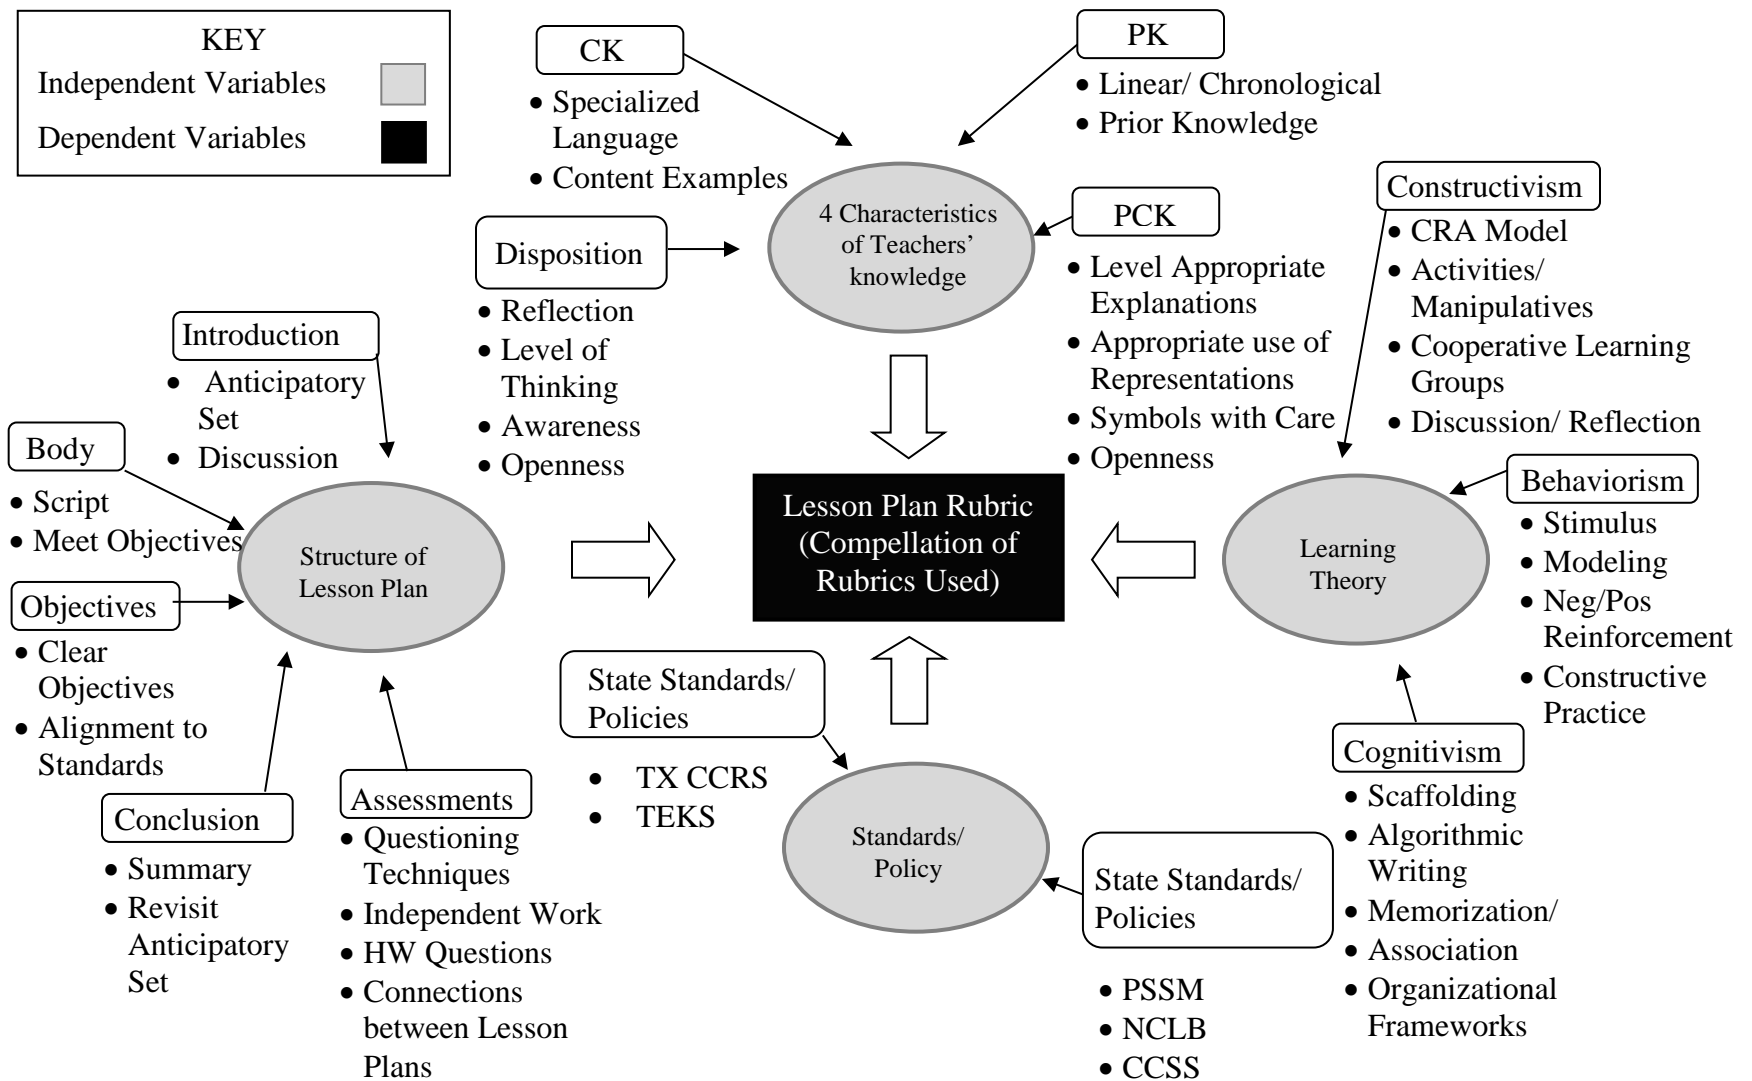 KEY
Independent Variables
Dependent Variables
CK
• Specialized
Language
• Content Examples
PK
• Linear/ Chronological
• Prior Knowledge
4 Characteristics
of Teachers’
knowledge
Disposition
• Reflection
• Level of
Thinking
• Awareness
• Openness
PCK
• Level Appropriate
Explanations
• Appropriate use of
Representations
• Symbols with Care
• Openness
Constructivism
• CRA Model
• Activities/
Manipulatives
• Cooperative Learning
Groups
• Discussion/ Reflection
Introduction
• Anticipatory
Set
• Discussion
Body
• Script
• Meet Objectives
Structure of
Lesson Plan
Objectives
• Clear
Objectives
• Alignment to
Standards
Conclusion
• Summary
• Revisit
Anticipatory
Set
Assessments
• Questioning
Techniques
• Independent Work
• HW Questions
• Connections
between Lesson
Plans
Lesson Plan Rubric
(Compellation of
Rubrics Used)
Learning
Theory
Behaviorism
• Stimulus
• Modeling
• Neg/Pos
Reinforcement
• Constructive
Practice
State Standards/
Policies
• TX CCRS
• TEKS
Standards/
Policy
State Standards/
Policies
• PSSM
• NCLB
• CCSS
Cognitivism
• Scaffolding
• Algorithmic
Writing
• Memorization/
• Association
• Organizational
Frameworks